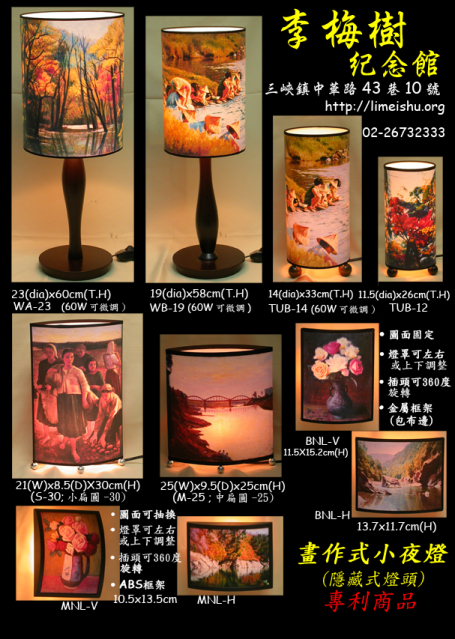 李梅樹
紀念館
三峽鎮中華路 43 巷 10 號
http://limeishu.org
02-26732333
23(dia)x60cm(T.H)
WA-23 (60W 可微調)
19(dia)x58cm(T.H)
WB-19 (60W 可微調)
14(dia)x33cm(T.H)
TUB-14 (60W 可微調)
11.5(dia)x26cm(T.H)
TUB-12
21(W)x8.5(D)X30cm(H)
(S-30 ; 小扁圓 -30)
25(W)x9.5(D)x25cm(H)
(M-25 ; 中扁圓 -25)
• 圖面固定
• 燈罩可左右
或上下調整
• 插頭可360度
旋轉
• 金屬框架
(包布邊)
BNL-V
11.5X15.2cm(H)
BNL-H
13.7x11.7cm(H)
• 圖面可抽換
• 燈罩可左右
或上下調整
• 插頭可360度
旋轉
• ABS框架
10.5x13.5cm
MNL-V
MNL-H
畫作式小夜燈
(隱藏式燈頭)
專利商品